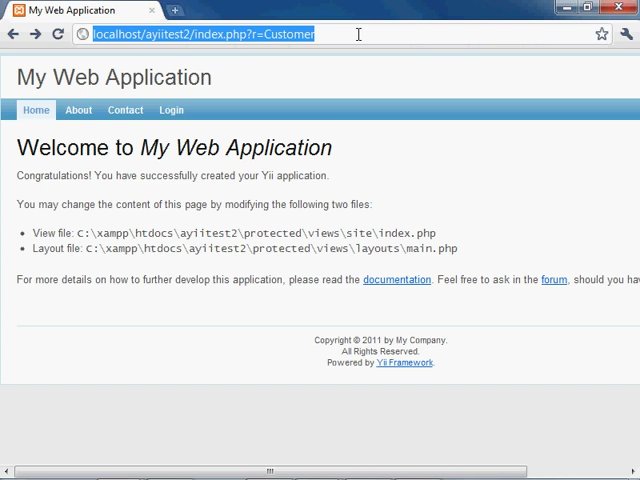 My Web Application
localhost/ayiitest2/index.php?r=Customer
My Web Application
Home About Contact Login
Welcome to My Web Application
Congratulations! You have successfully created your Yii application.
You may change the content of this page by modifying the following two files:
• View file: C:\xampp\htdocs\ayiitest2\protected\views\site\index.php
• Layout file: C:\xampp\htdocs\ayiitest2\protected\views\layouts\main.php
For more details on how to further develop this application, please read the documentation. Feel free to ask in the forum, should you hav
Copyright © 2011 by My Company.
All Rights Reserved.
Powered by Yii Framework.